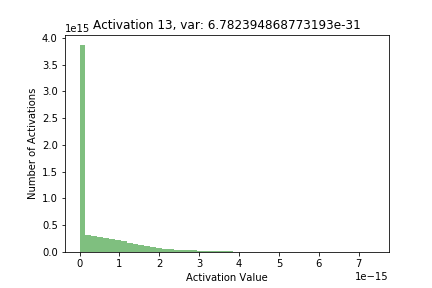 Activation 13, var: 6.782394868773193e-31
1e15
4.0
3.5
3.0
2.5
2.0
1.5
1.0
0.5
0.0
Number of Activations
0 1 2 3 4 5 6 7
1e−15
Activation Value